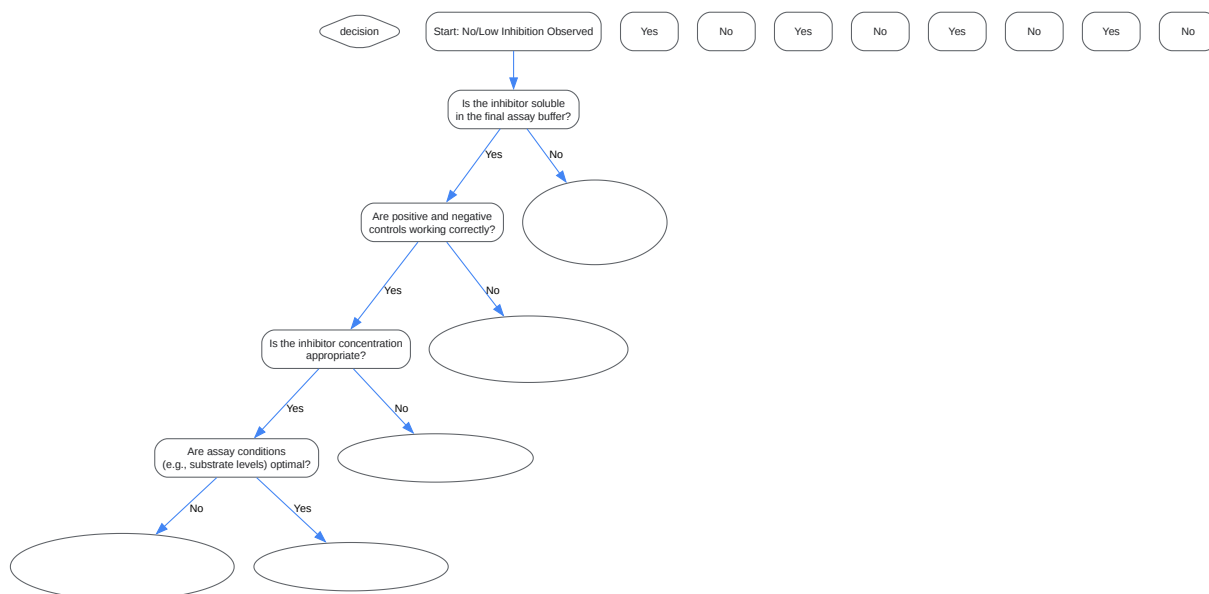 decision
Start: No/Low Inhibition Observed
Yes
No
Yes
No
Yes
No
Yes
No
Is the inhibitor soluble
in the final assay buffer?
Yes
No
Are positive and negative
controls working correctly?
Yes
No
Is the inhibitor concentration
appropriate?
Yes
No
Are assay conditions
(e.g., substrate levels) optimal?
No
Yes